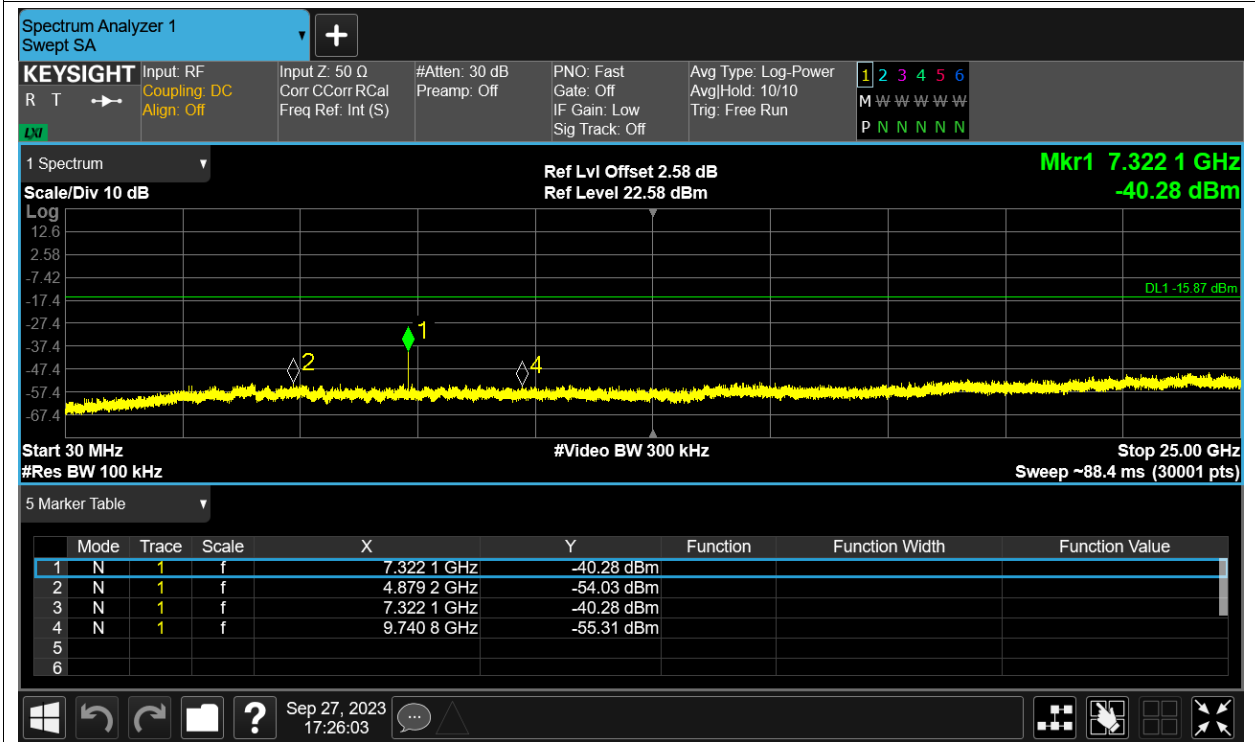 Spectrum Analyzer 1
Swept SA
+
KEYSIGHT Input: RF Input Z: 50 Ω #Atten: 30 dB PNO: Fast Avg Type: Log-Power 1 2 3 4 5 6
R T Coupling: DC Corr CCorr RCal Preamp: Off Gate: Off Avg|Hold: 10/10 M W W W W W
Align: Off Freq Ref: Int (S) IF Gain: Low Trig: Free Run
LXI Sig Track: Off P N N N N N
1 Spectrum Ref Lvl Offset 2.58 dB Mkr1 7.322 1 GHz
Scale/Div 10 dB Ref Level 22.58 dBm -40.28 dBm
Log
12.6
2.58
-7.42
DL1 -15.87 dBm
-17.4
-27.4
1
-37.4
2 4
-47.4
-57.4
-67.4
Start 30 MHz #Video BW 300 kHz Stop 25.00 GHz
#Res BW 100 kHz Sweep ~88.4 ms (30001 pts)
5 Marker Table
Mode Trace Scale X Y Function Function Width Function Value
1 N 1 f 7.322 1 GHz -40.28 dBm
2 N 1 f 4.879 2 GHz -54.03 dBm
3 N 1 f 7.322 1 GHz -40.28 dBm
4 N 1 f 9.740 8 GHz -55.31 dBm
5
6
? Sep 27, 2023
17:26:03